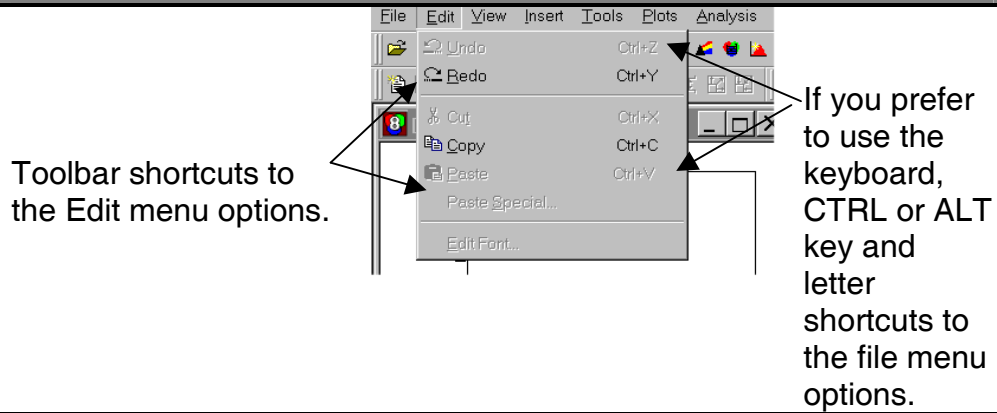 File Edit View Insert Tools Plots Analysis
Undo Ctrl+Z
Redo Ctrl+Y
Cut Ctrl+X
Copy Ctrl+C
Paste Ctrl+V
Paste Special...
Edit Font...
8
Toolbar shortcuts to
the Edit menu options.
If you prefer
to use the
keyboard,
CTRL or ALT
key and
letter
shortcuts to
the file menu
options.